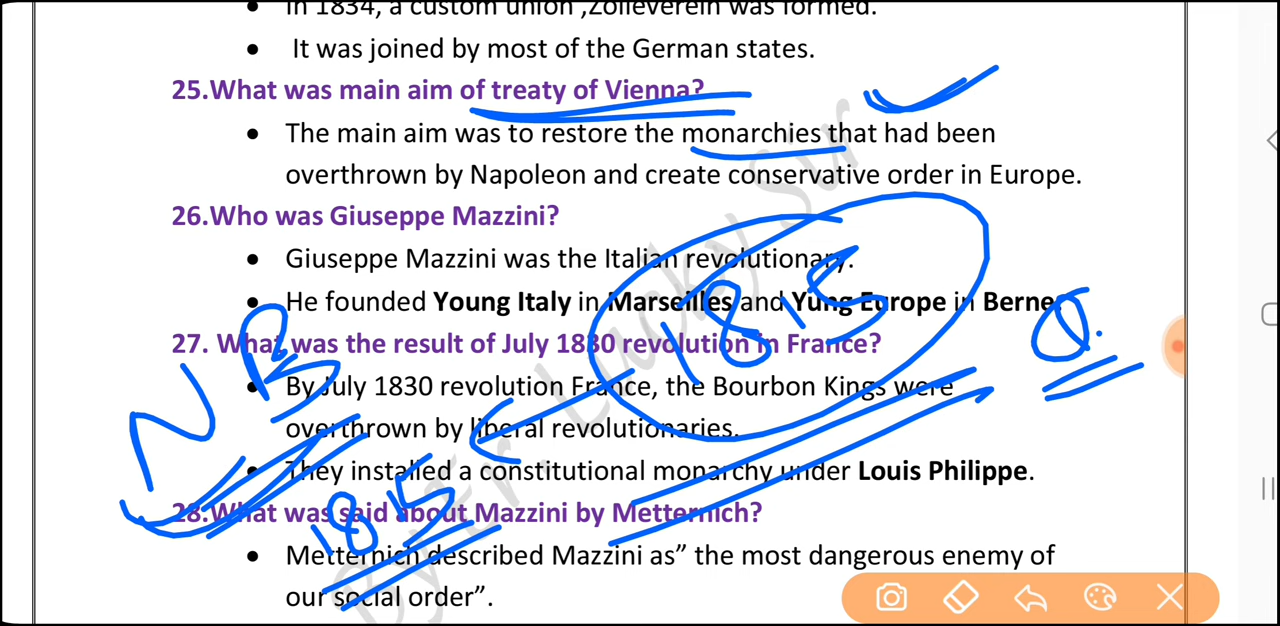 In 1834, a custom union ,Zolleverein was formed.
• It was joined by most of the German states.
25.What was main aim of treaty of Vienna?
• The main aim was to restore the monarchies that had been
overthrown by Napoleon and create conservative order in Europe.
26.Who was Giuseppe Mazzini?
• Giuseppe Mazzini was the Italian revolutionary.
• He founded Young Italy in Marseilles and Yung Europe in Berne.
27. What was the result of July 1830 revolution in France?
• By July 1830 revolution France, the Bourbon Kings were
overthrown by liberal revolutionaries.
• They installed a constitutional monarchy under Louis Philippe.
28.What was said about Mazzini by Metternich?
• Metternich described Mazzini as” the most dangerous enemy of
our social order”.
1815
Q.
NB
1815
By Er. Lucky Sir